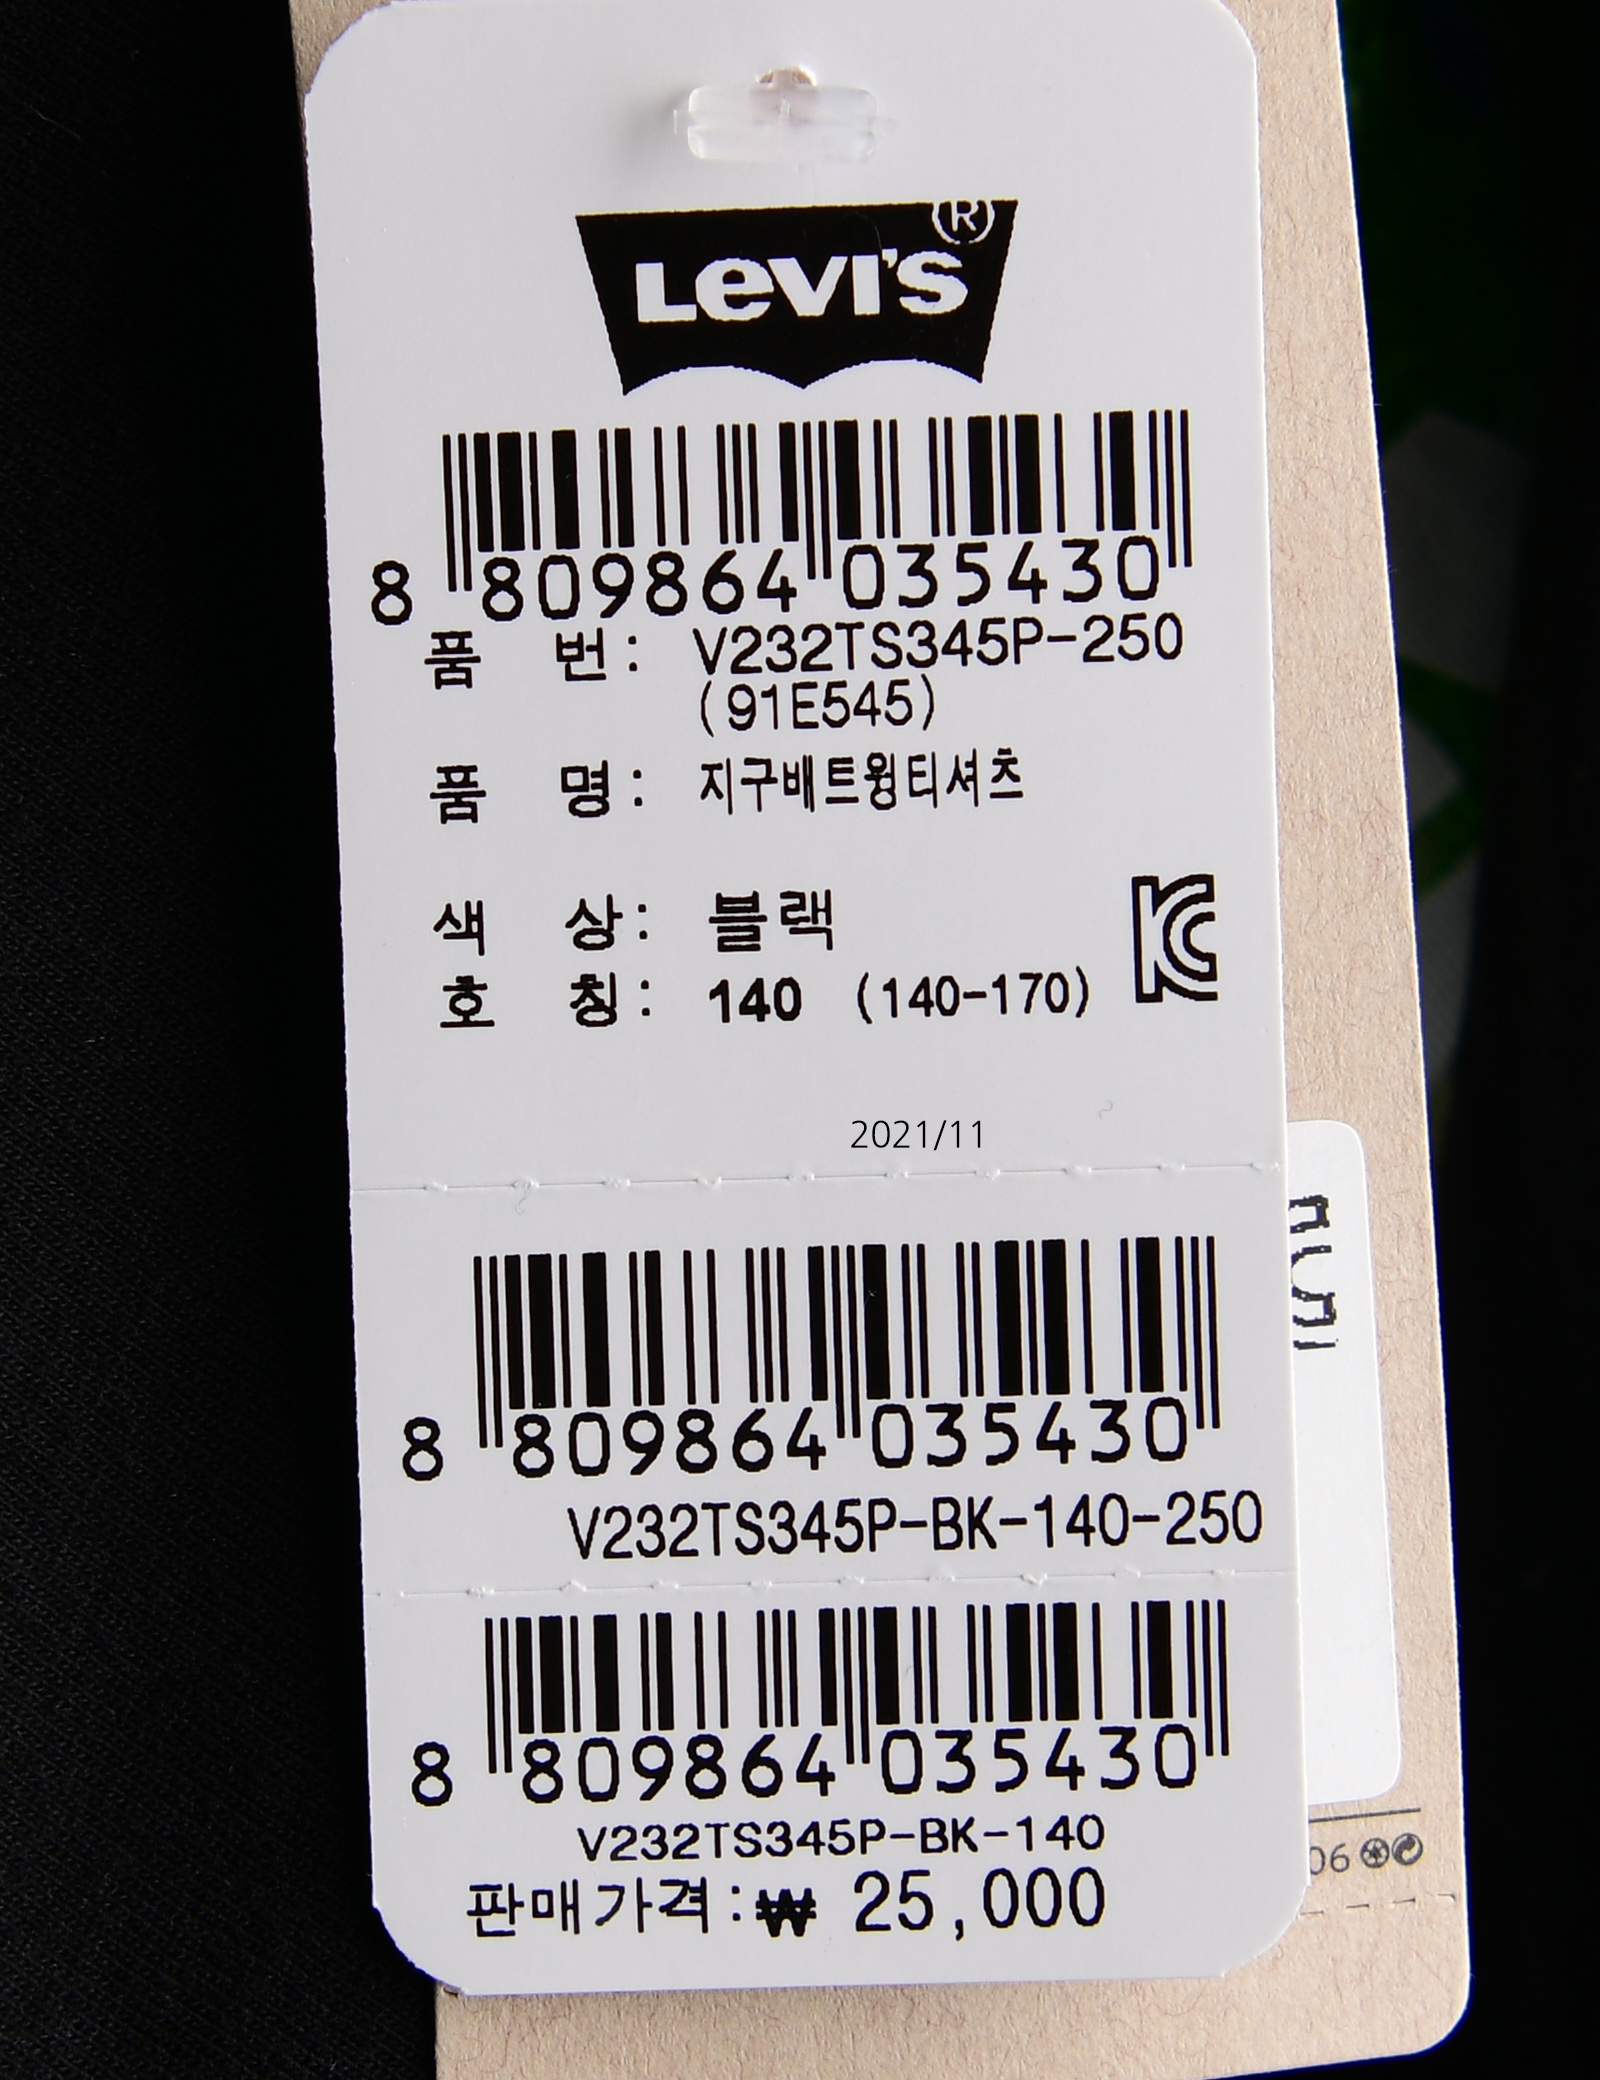 Levi's®
8 809864 035430
품 번: V232TS345P-250
(91E545)
품 명: 지구배트윙티셔츠
색 상: 블랙
호 칭: 140 (140-170)
2021/11
8 809864 035430
V232TS345P-BK-140-250
8 809864 035430
V232TS345P-BK-140
판매가격:₩ 25,000
06